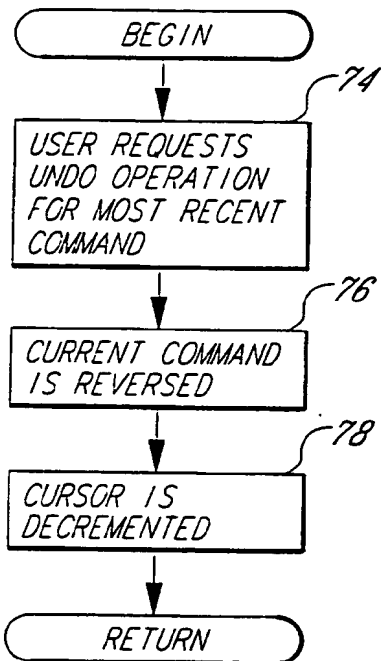 BEGIN
74
USER REQUESTS
UNDO OPERATION
FOR MOST RECENT
COMMAND
76
CURRENT COMMAND
IS REVERSED
78
CURSOR IS
DECREMENTED
RETURN